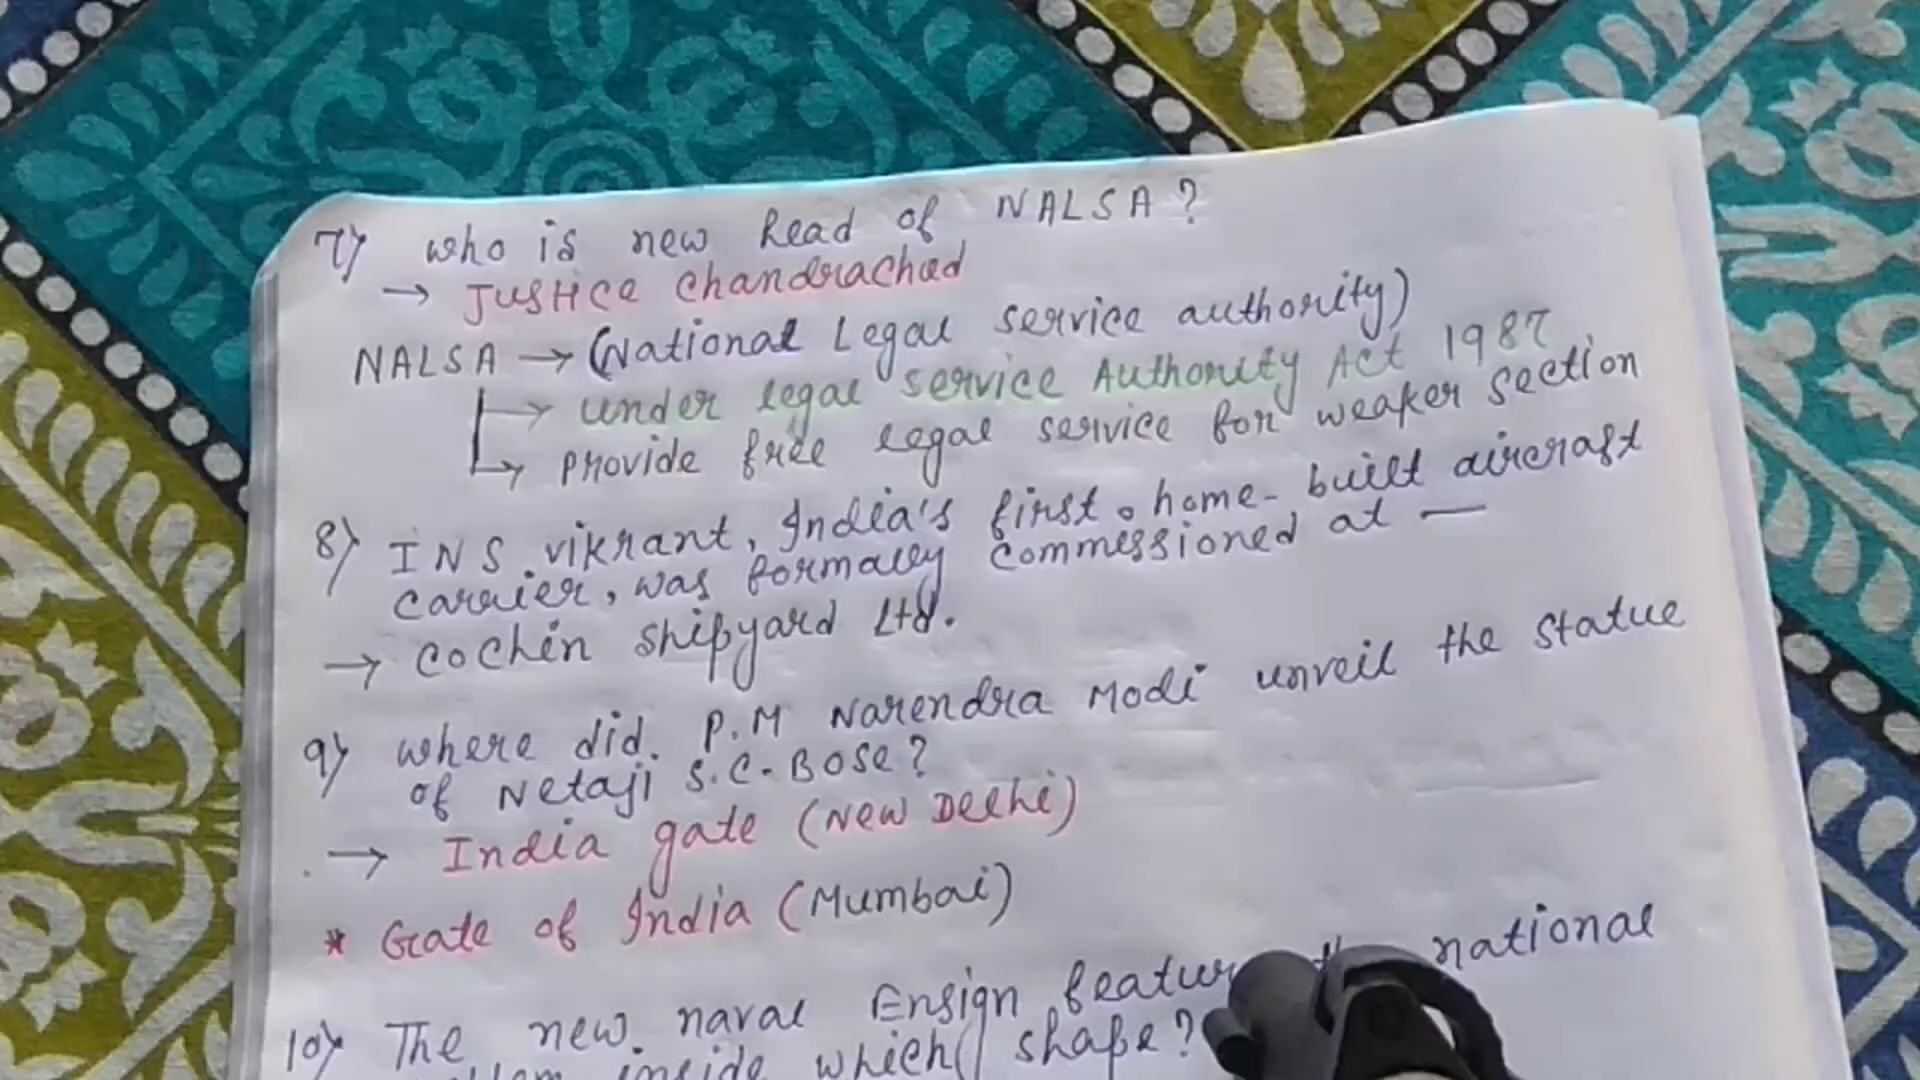 7) who is new head of NALSA?
→ Justice Chandrachud
NALSA → (National Legal service authority)
→ under legal service Authority Act 1987
→ provide free legal service for weaker section
8) INS vikrant, India's first home-built aircraft
carrier, was formally commissioned at —
→ Cochin shipyard Ltd.
9) where did P.M Narendra Modi unveil the statue
of Netaji S.C. Bose?
→ India gate (New Delhi)
* Gate of India (Mumbai)
10) The new naval Ensign national
inside which shape?